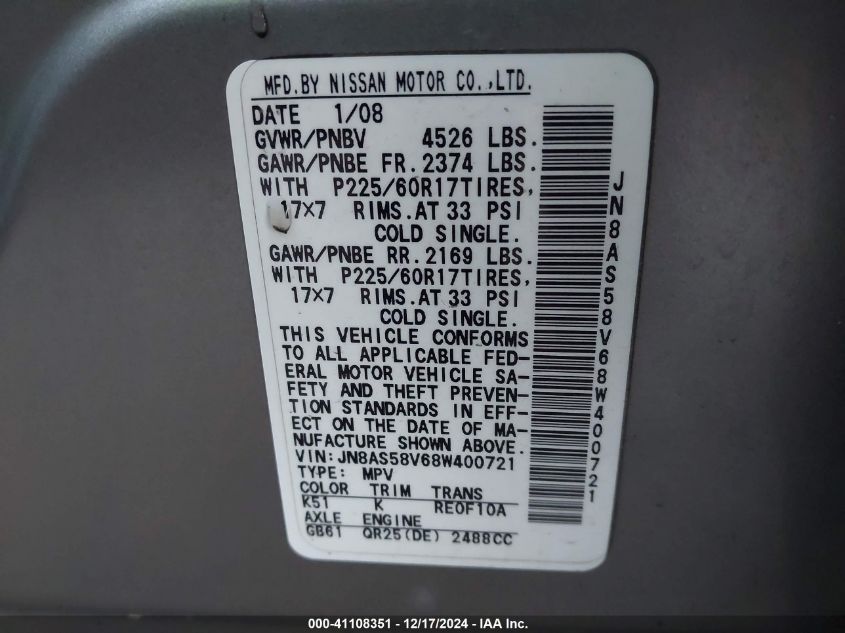 MFD.BY NISSAN MOTOR CO.,LTD.
DATE 1/08
GVWR/PNBV 4526 LBS.
GAWR/PNBE FR.2374 LBS.
WITH P225/60R17TIRES,
17×7 RIMS.AT 33 PSI
COLD SINGLE.
GAWR/PNBE RR.2169 LBS.
WITH P225/60R17TIRES,
17×7 RIMS.AT 33 PSI
COLD SINGLE.
THIS VEHICLE CONFORMS
TO ALL APPLICABLE FED-
ERAL MOTOR VEHICLE SA-
FETY AND THEFT PREVEN-
TION STANDARDS IN EFF-
ECT ON THE DATE OF MA-
NUFACTURE SHOWN ABOVE.
VIN:JN8AS58V68W400721
TYPE: MPV
COLOR TRIM TRANS
K51 K RE0F10A
AXLE ENGINE
GB61 QR25(DE) 2488CC
JN8AS58V68W400721
000-41108351 / 12/17/2024 - IAA Inc.